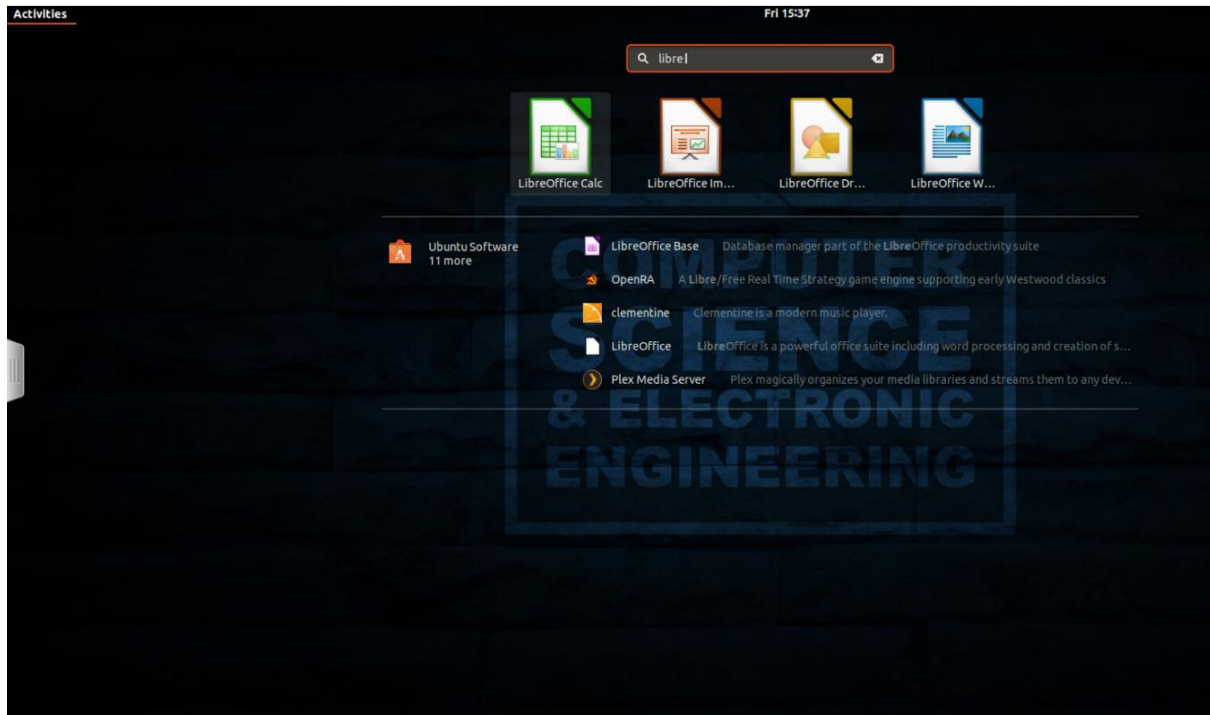 Activities
Fri 15:37
libre
LibreOffice Calc
LibreOffice Im...
LibreOffice Dr...
LibreOffice W...
Ubuntu Software
11 more
LibreOffice Base Database manager part of the LibreOffice productivity suite
OpenRA A Libre/Free Real Time Strategy game engine supporting early Westwood classics
clementine Clementine is a modern music player.
LibreOffice LibreOffice is a powerful office suite including word processing and creation of s...
Plex Media Server Plex magically organizes your media libraries and streams them to any dev...
COMPUTER
SCIENCE
& ELECTRONIC
ENGINEERING